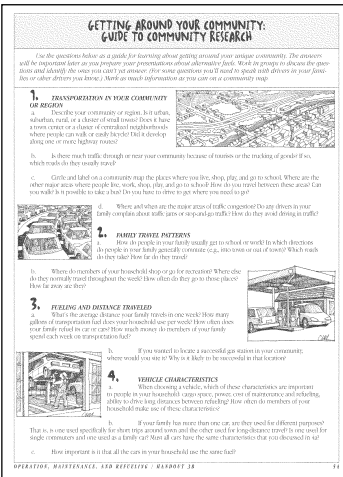 GETTING AROUND YOUR COMMUNITY:
GUIDE TO COMMUNITY RESEARCH
Use the questions below as a guide for learning about getting around your unique community. The answers
will be important later as you prepare your presentations about alternative fuels. Work in groups to discuss the ques-
tions and identify the ones you can't yet answer. (For some questions you'll need to speak with drivers in your fami-
lies or other drivers you know.) Mark as much information as you can on a community map.
1. TRANSPORTATION IN YOUR COMMUNITY
OR REGION
a. Describe your community or region. Is it urban,
suburban, rural, or a cluster of small towns? Does it have
a town center or a cluster of centralized neighborhoods
where people can walk or easily bicycle? Did it develop
along one or more highway routes?
b. Is there much traffic through or near your community because of tourists or the trucking of goods? If so,
which roads do they usually travel?
c. Circle and label on a community map the places where you live, shop, play, and go to school. Where are the
other major areas where people live, work, shop, play, and go to school? How do you travel between these areas? Can
you walk? Is it possible to take a bus? Do you have to drive to get where you need to go?
d. Where and when are the major areas of traffic congestion? Do any drivers in your
family complain about traffic jams or stop-and-go traffic? How do they avoid driving in traffic?
2. FAMILY TRAVEL PATTERNS
a. How do people in your family usually get to school or work? In which directions
do people in your family generally commute (e.g., into town or out of town)? Which roads
do they take? How far do they travel?
b. Where do members of your household shop or go for recreation? Where else
do they normally travel throughout the week? How often do they go to those places?
How far away are they?
3. FUELING AND DISTANCE TRAVELED
a. What's the average distance your family travels in one week? How many
gallons of transportation fuel does your household use per week? How often does
your family refuel its car or cars? How much money do members of your family
spend each week on transportation fuel?
b. If you wanted to locate a successful gas station in your community,
where would you site it? Why is it likely to be successful in that location?
4. VEHICLE CHARACTERISTICS
a. When choosing a vehicle, which of these characteristics are important
to people in your household: cargo space, power, cost of maintenance and refueling,
ability to drive long distances between refueling? How often do members of your
household make use of these characteristics?
b. If your family has more than one car, are they used for different purposes?
That is, is one used specifically for short trips around town and the other used for long-distance travel? Is one used for
single commuters and one used as a family car? Must all cars have the same characteristics that you discussed in 4a?
c. How important is it that all the cars in your household use the same fuel?
OPERATION, MAINTENANCE, AND REFUELING / HANDOUT 3B